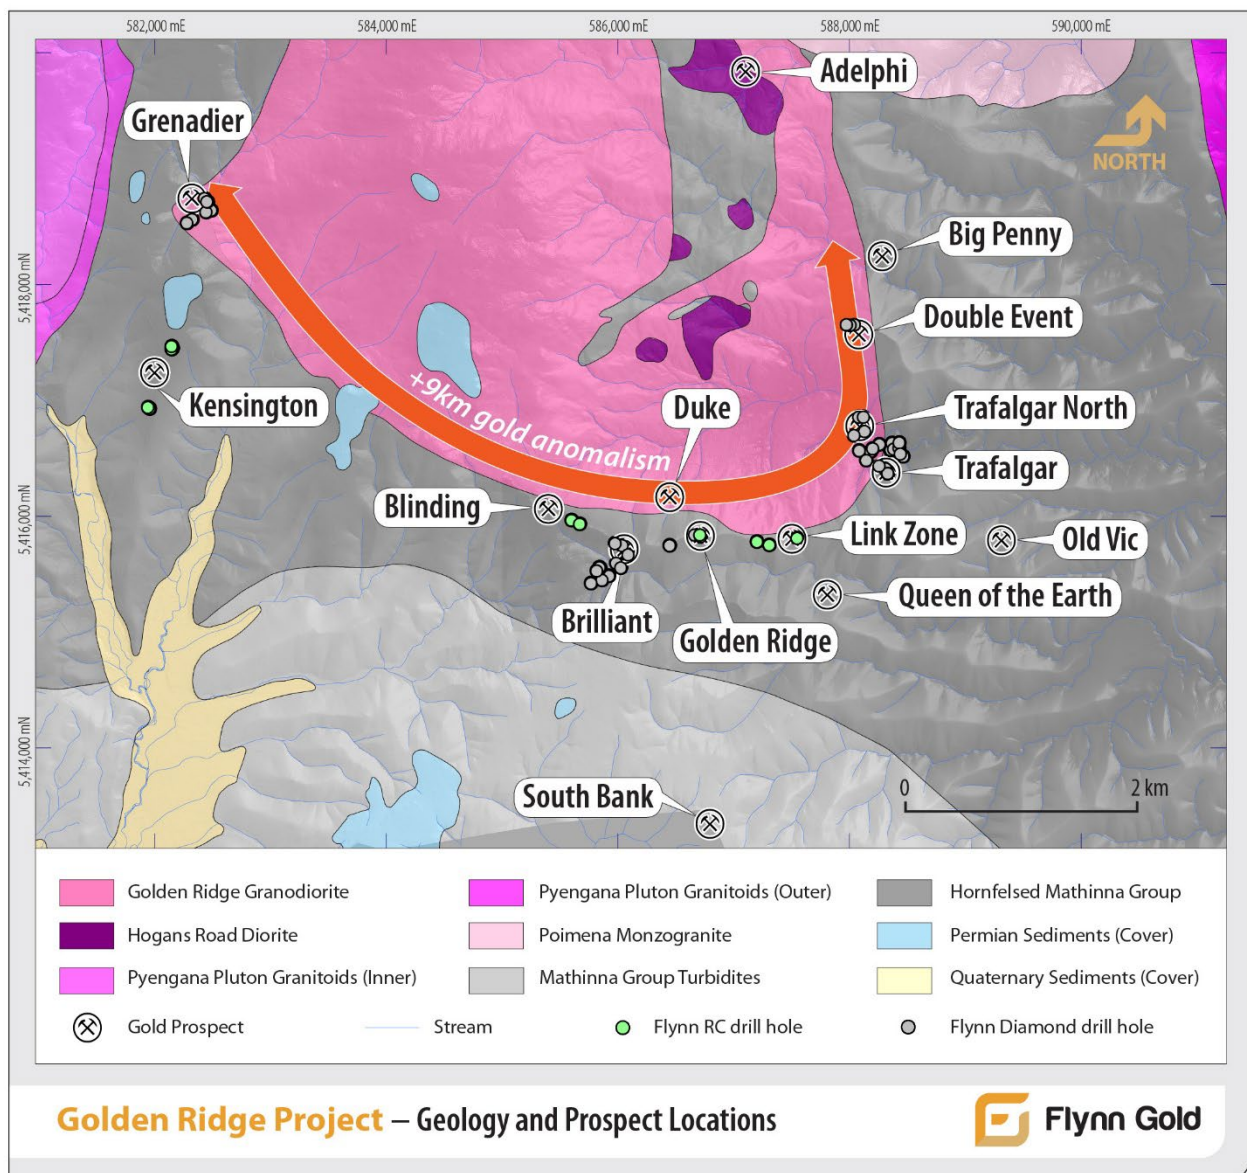 582,000 mE
584,000 mE
586,000 mE
588,000 mE
590,000 mE
Adelphi
Grenadier
NORTH
Big Penny
5,418,000 mN
Double Event
Kensington
+9km gold anomalism
Duke
Trafalgar North
Trafalgar
Blinding
5,416,000 mN
Link Zone
Old Vic
Queen of the Earth
Brilliant
Golden Ridge
5,414,000 mN
South Bank
0
2 km
Golden Ridge Granodiorite
Pyengana Pluton Granitoids (Outer)
Hornfelsed Mathinna Group
Hogans Road Diorite
Poimena Monzogranite
Permian Sediments (Cover)
Pyengana Pluton Granitoids (Inner)
Mathinna Group Turbidites
Quaternary Sediments (Cover)
Gold Prospect
Stream
Flynn RC drill hole
Flynn Diamond drill hole
Golden Ridge Project – Geology and Prospect Locations
Flynn Gold